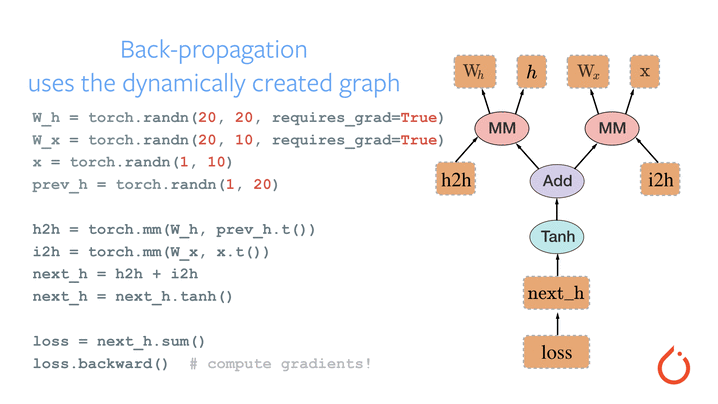 Back-propagation
uses the dynamically created graph
W_h = torch.randn(20, 20, requires_grad=True)
W_x = torch.randn(20, 10, requires_grad=True)
x = torch.randn(1, 10)
prev_h = torch.randn(1, 20)
h2h = torch.mm(W_h, prev_h.t())
i2h = torch.mm(W_x, x.t())
next_h = h2h + i2h
next_h = next_h.tanh()
loss = next_h.sum()
loss.backward()  # compute gradients!
Wh h Wx x
MM MM
h2h Add i2h
Tanh
next_h
loss